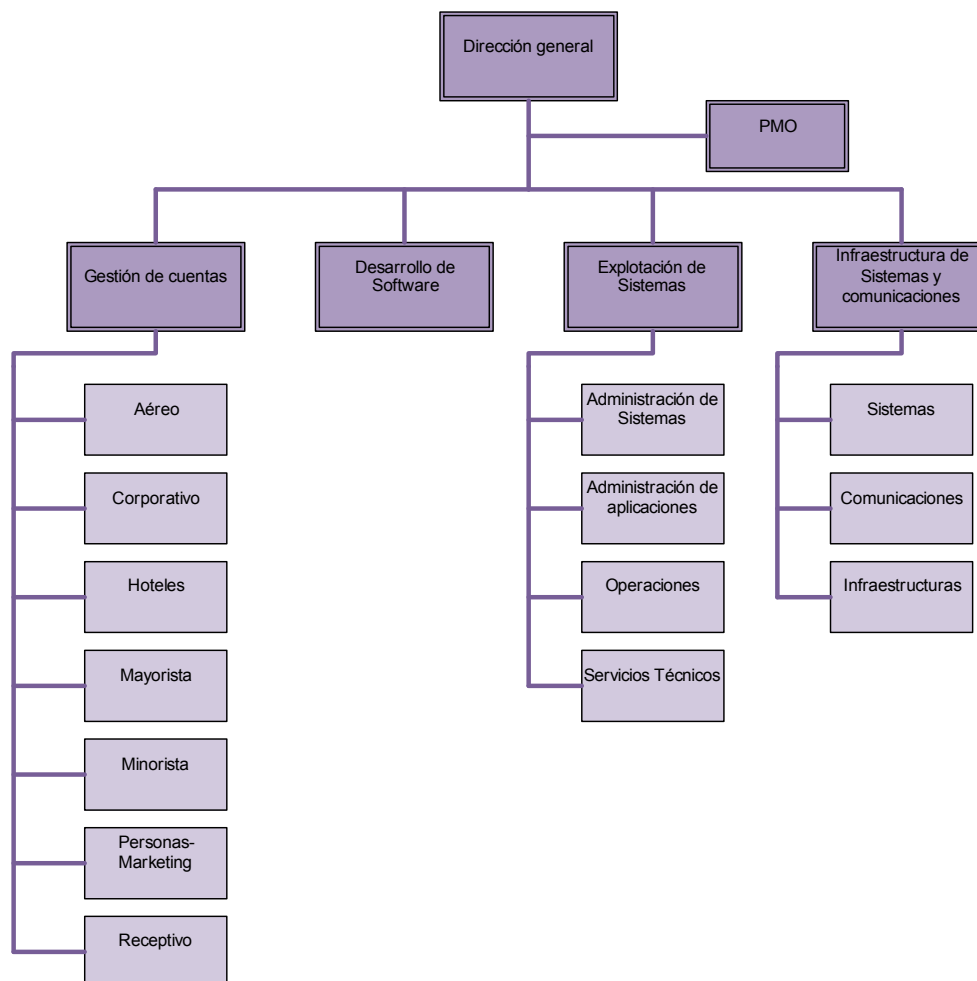 Dirección general
PMO
Gestión de cuentas
Desarrollo de
Software
Explotación de
Sistemas
Infraestructura de
Sistemas y
comunicaciones
Aéreo
Corporativo
Hoteles
Mayorista
Minorista
Personas-
Marketing
Receptivo
Administración de
Sistemas
Administración de
aplicaciones
Operaciones
Servicios Técnicos
Sistemas
Comunicaciones
Infraestructuras